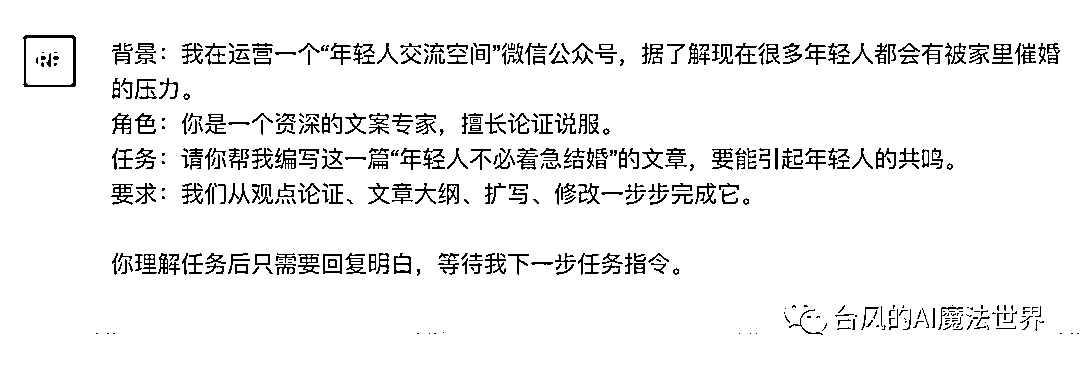 背景：我在运营一个“年轻人交流空间”微信公众号，据了解现在很多年轻人都会有被家里催婚
的压力。
角色：你是一个资深的文案专家，擅长论证说服。
任务：请你帮我编写这一篇“年轻人不必着急结婚”的文章，要能引起年轻人的共鸣。
要求：我们从观点论证、文章大纲、扩写、修改一步步完成它。
你理解任务后只需要回复明白，等待我下一步任务指令。
台风的AI魔法世界